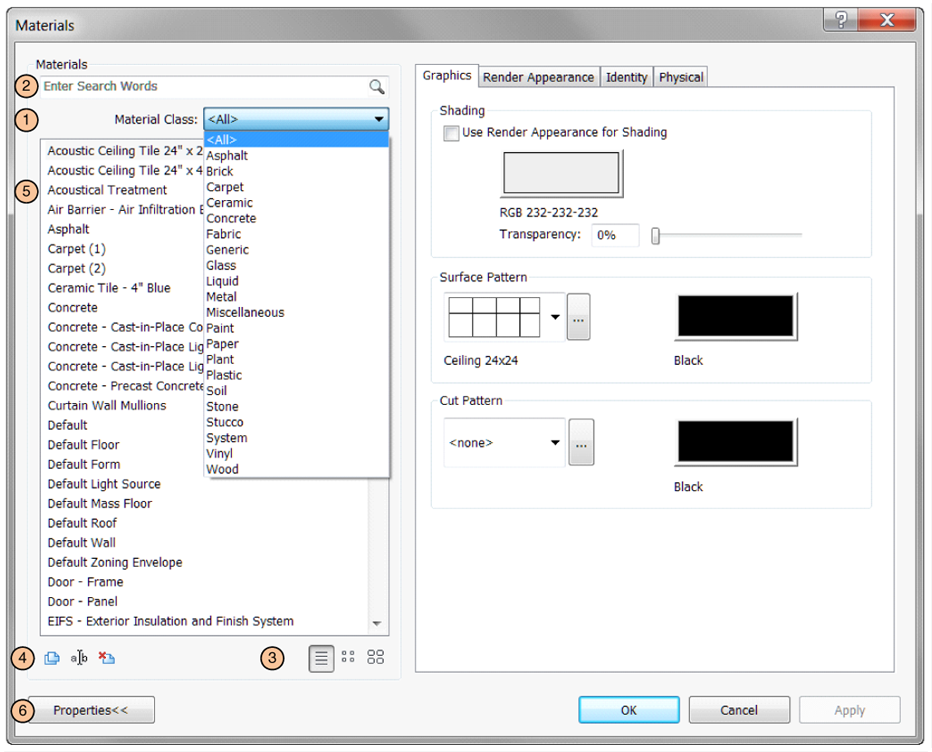 Materials
Materials
2 Enter Search Words
1 Material Class: <All>
<All>
Asphalt
Brick
Carpet
Ceramic
Concrete
Fabric
Generic
Glass
Liquid
Metal
Miscellaneous
Paint
Paper
Plant
Plastic
Soil
Stone
Stucco
System
Vinyl
Wood
Acoustic Ceiling Tile 24" x 2
Acoustic Ceiling Tile 24" x 4
5 Acoustical Treatment
Air Barrier - Air Infiltration
Asphalt
Carpet (1)
Carpet (2)
Ceramic Tile - 4" Blue
Concrete
Concrete - Cast-in-Place Co
Concrete - Cast-in-Place Lig
Concrete - Cast-in-Place Lig
Concrete - Precast Concrete
Curtain Wall Mullions
Default
Default Floor
Default Form
Default Light Source
Default Mass Floor
Default Roof
Default Wall
Default Zoning Envelope
Door - Frame
Door - Panel
EIFS - Exterior Insulation and Finish System
4 a b 3
6 Properties<<
Graphics Render Appearance Identity Physical
Shading
Use Render Appearance for Shading
RGB 232-232-232
Transparency: 0%
Surface Pattern
...
Ceiling 24x24 Black
Cut Pattern
<none> ...
Black
OK Cancel Apply
?
X